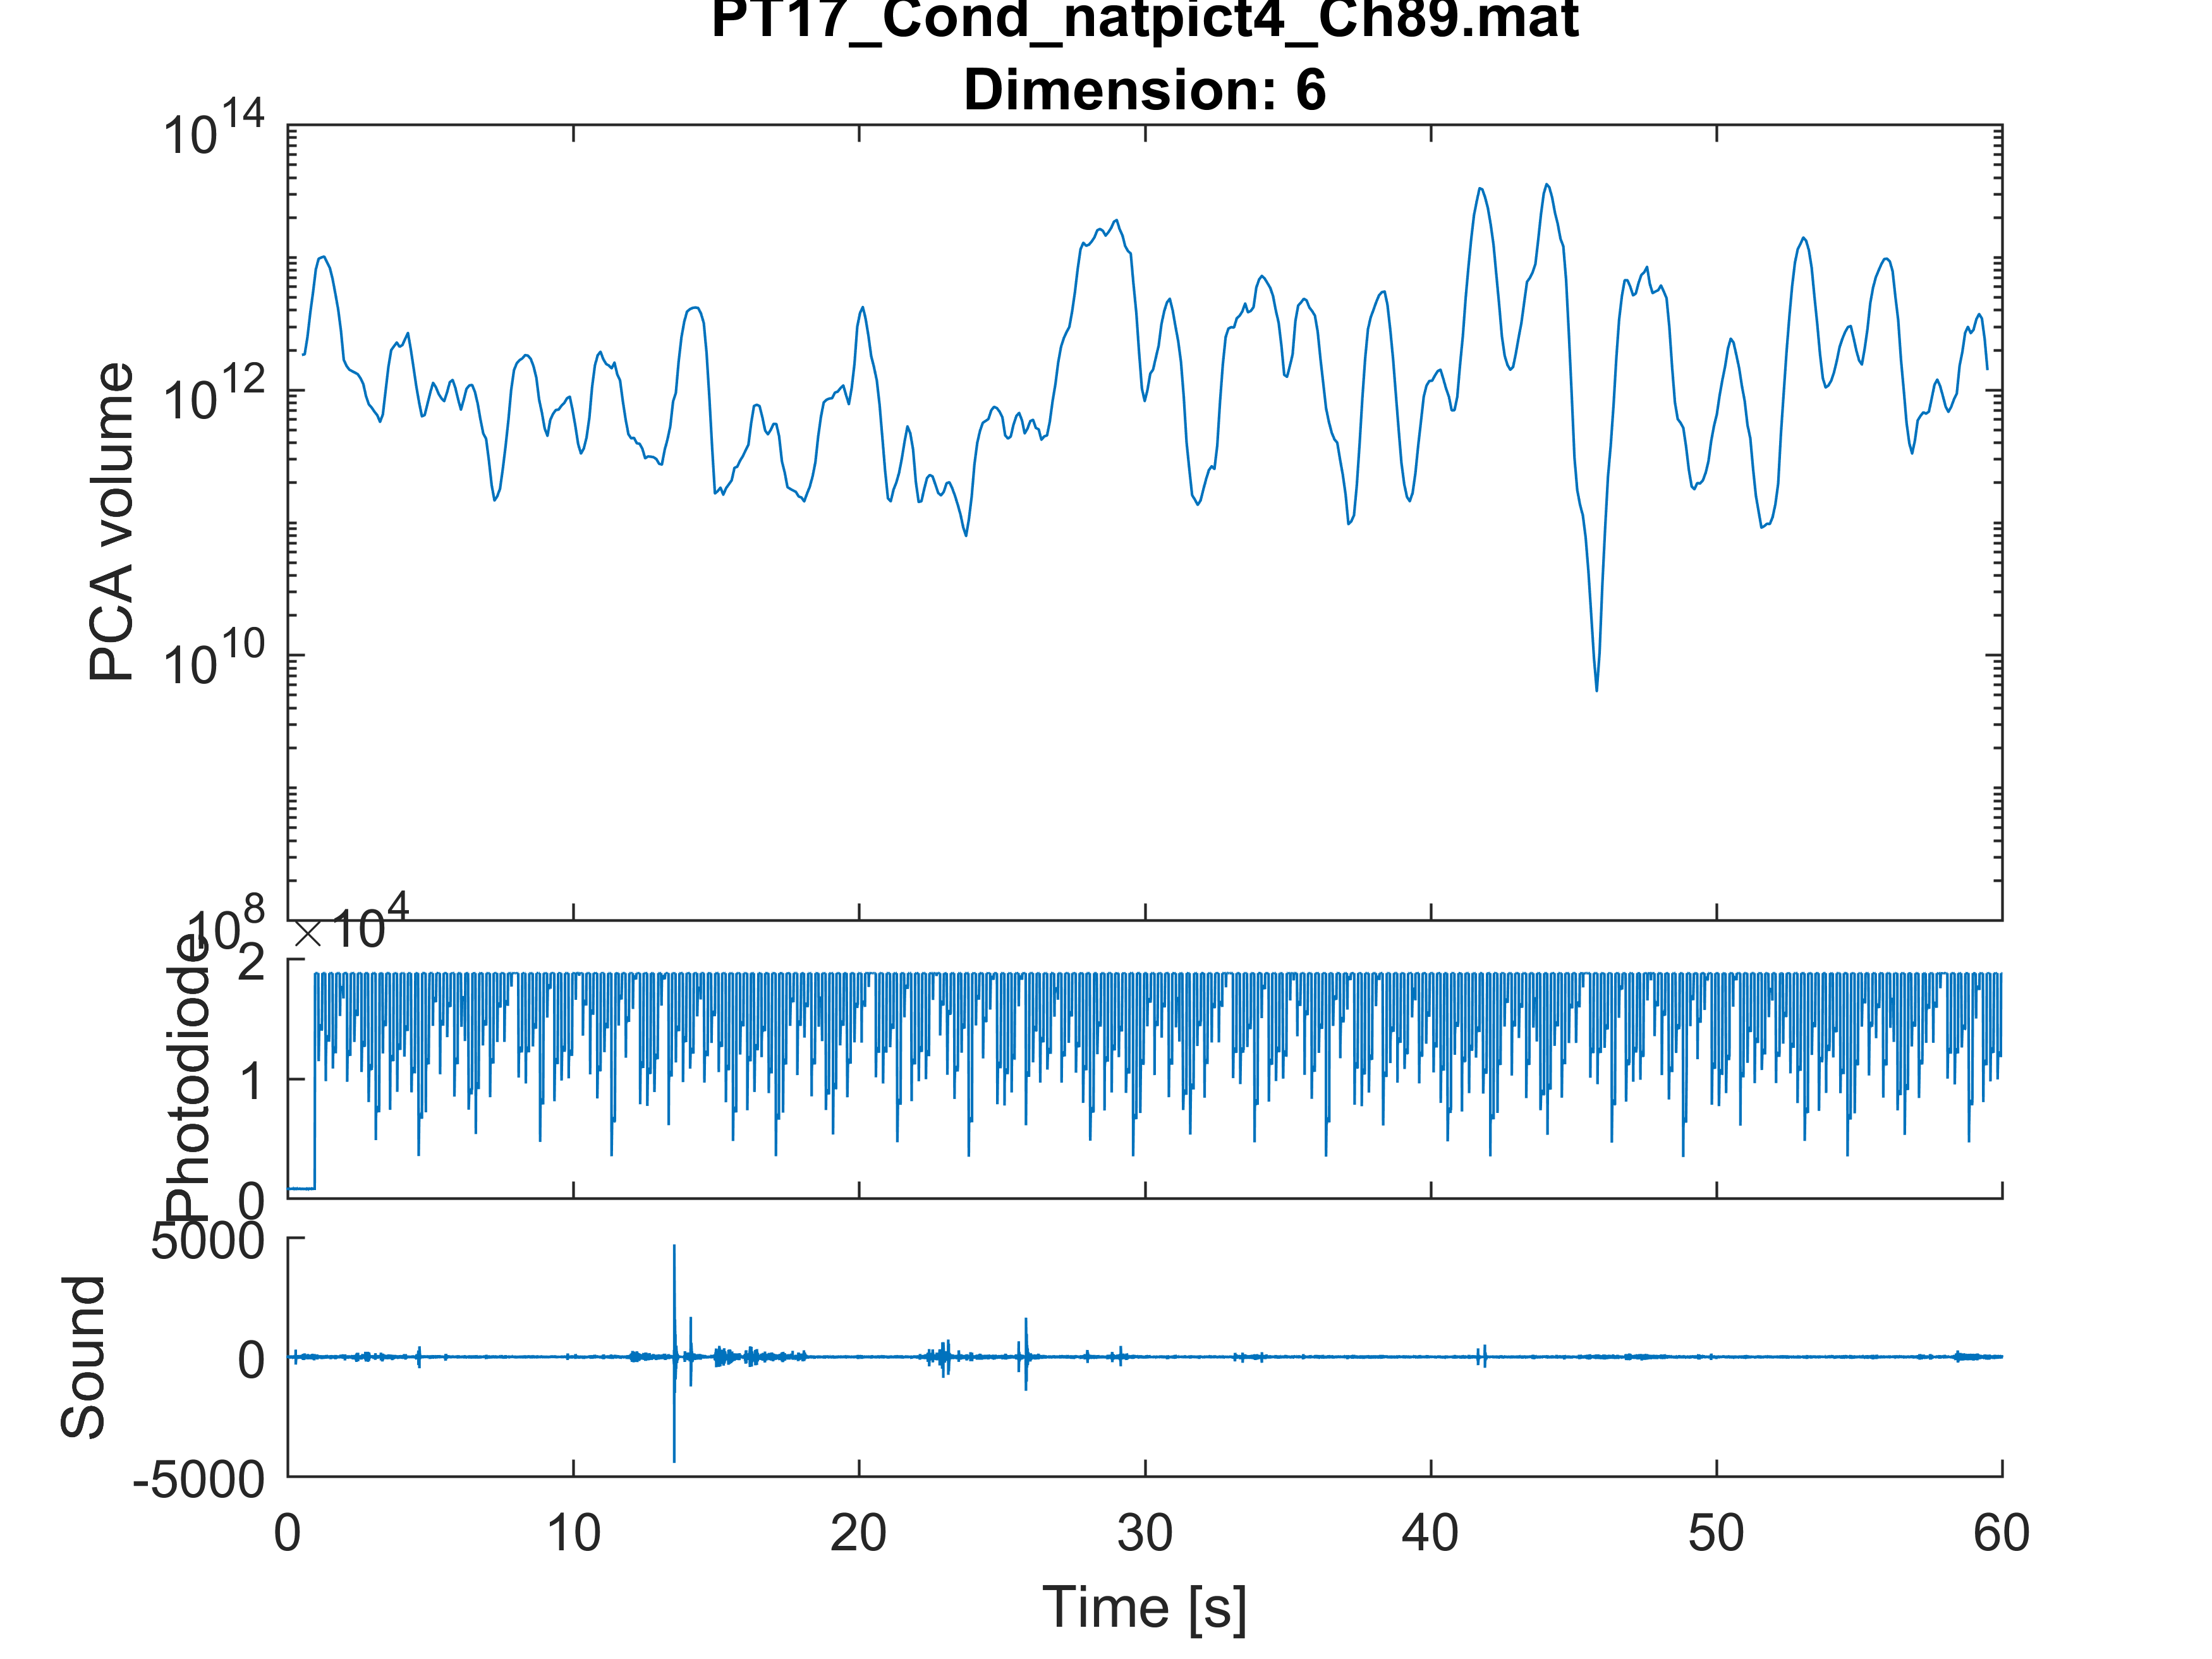 PT17_Cond_natpict4_Ch89.mat
Dimension: 6
10^14
10^12
10^10
10^8
PCA volume
× 10^4
2
1
0
Photodiode
5000
0
-5000
Sound
0 10 20 30 40 50 60
Time [s]